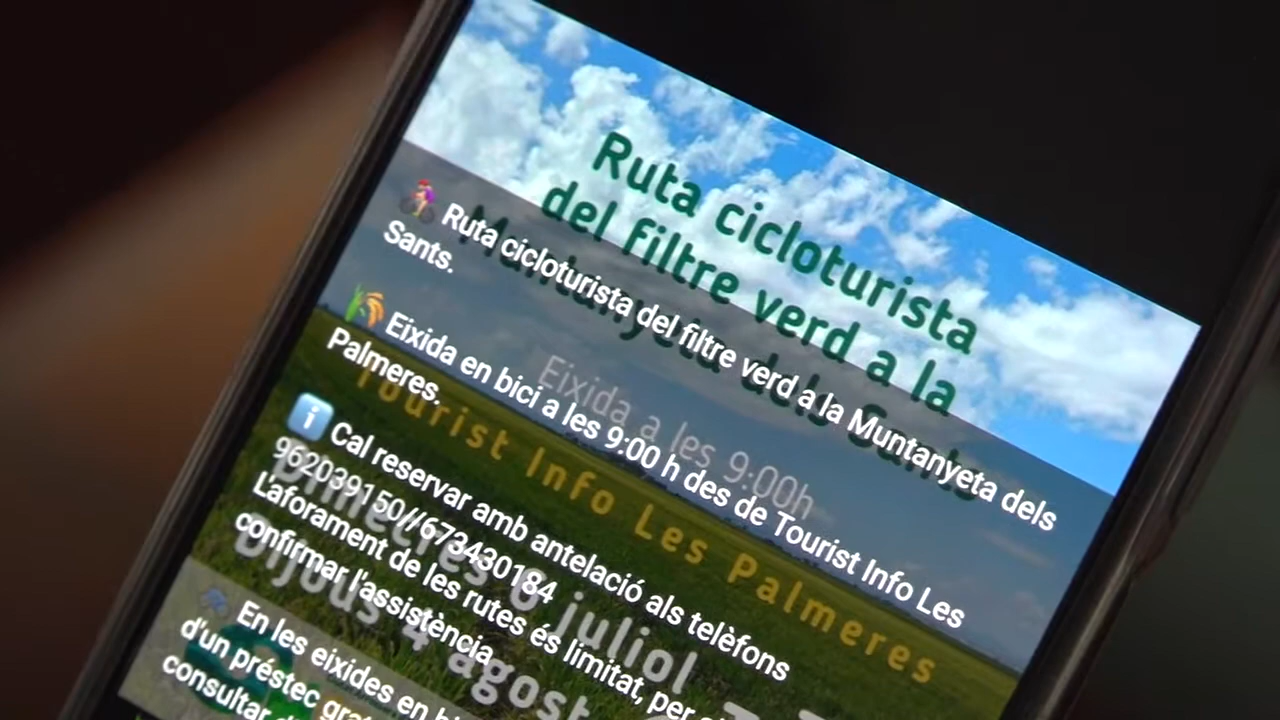 Ruta cicloturista
del filtre verd a la
Muntanyeta dels Sants
Ruta cicloturista del filtre verd a la Muntanyeta dels
Sants.
Eixida a les 9:00h
Eixida en bici a les 9:00 h des de Tourist Info Les
Palmeres.
Tourist Info Les Palmeres
Cal reservar amb antelació als telèfons
962039150//673430184
L'aforament de les rutes és limitat, per
confirmar l'assistència
juliol
Dijous 4 agost
En les eixides en
d'un préstec
consultar